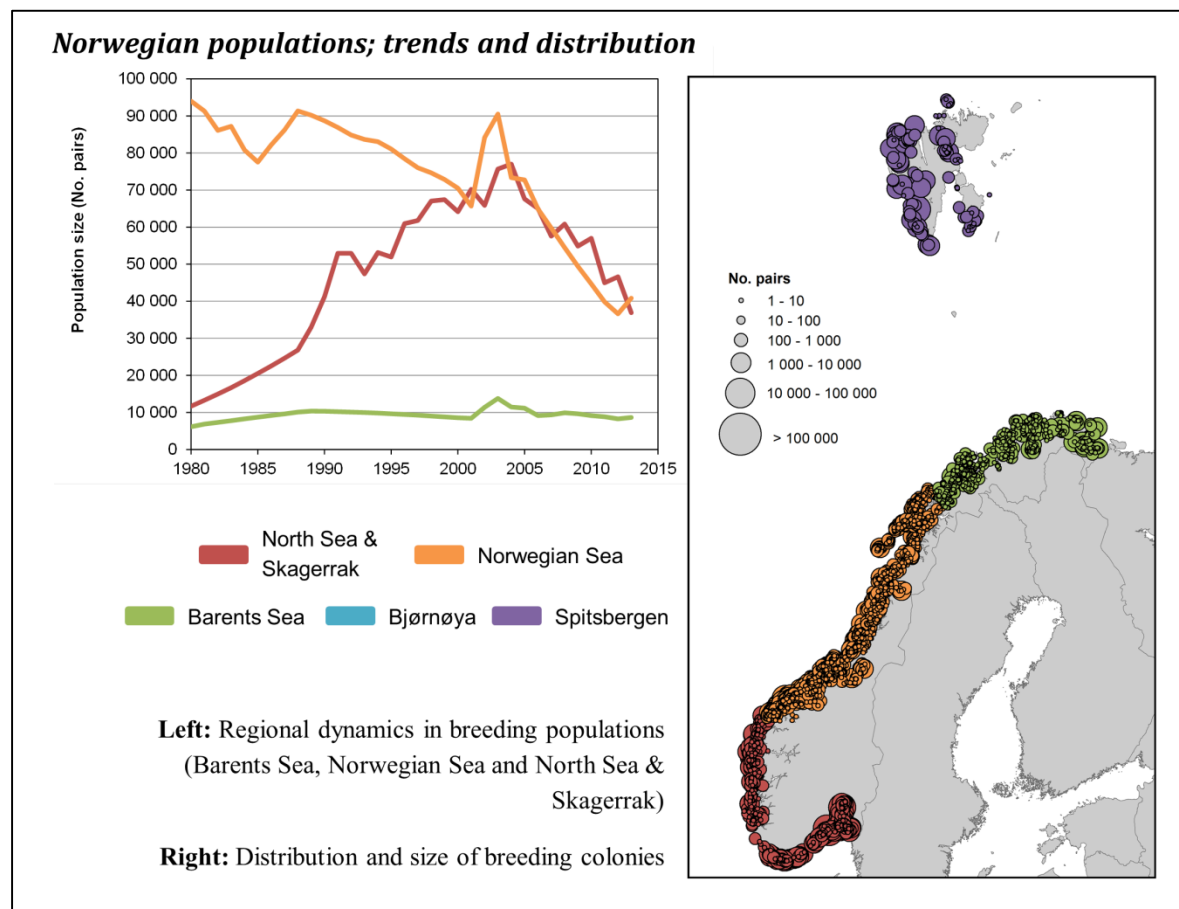 Norwegian populations; trends and distribution
Population size (No. pairs)
100 000
90 000
80 000
70 000
60 000
50 000
40 000
30 000
20 000
10 000
0
1980 1985 1990 1995 2000 2005 2010 2015
North Sea &
Skagerrak
Norwegian Sea
Barents Sea
Bjørnøya
Spitsbergen
Left: Regional dynamics in breeding populations
(Barents Sea, Norwegian Sea and North Sea &
Skagerrak)
Right: Distribution and size of breeding colonies
No. pairs
1 - 10
10 - 100
100 - 1 000
1 000 - 10 000
10 000 - 100 000
> 100 000